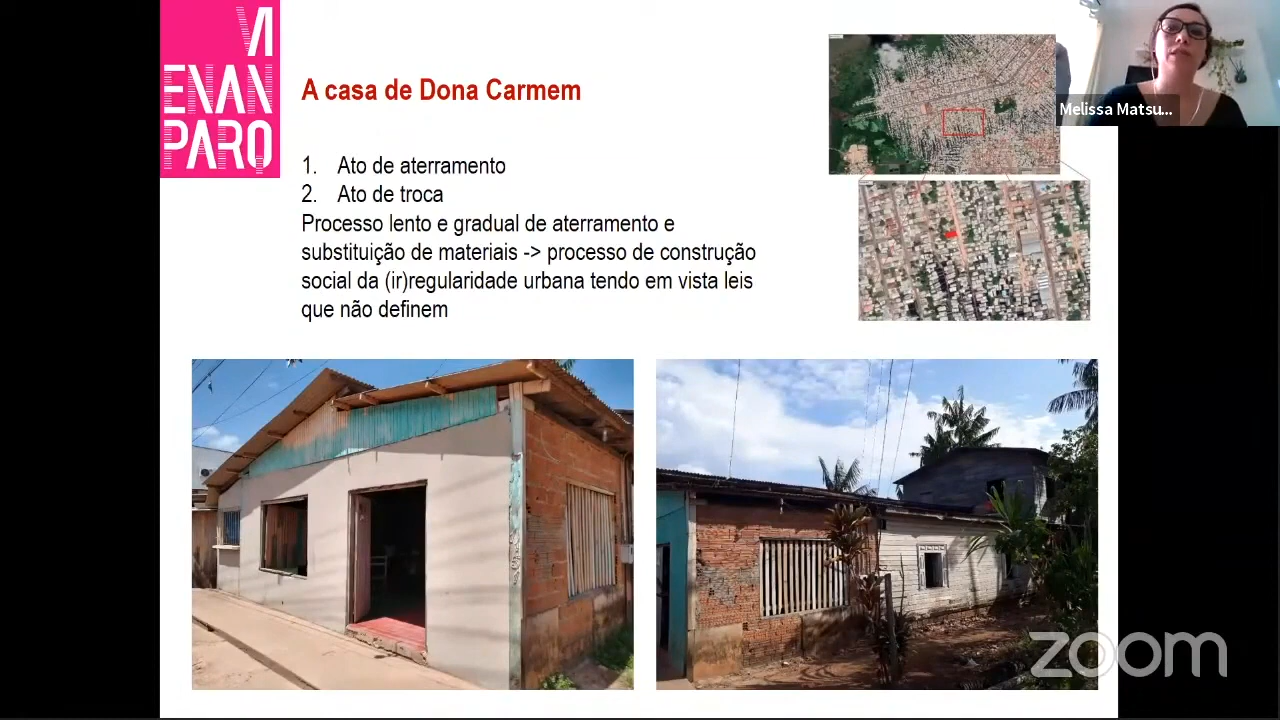 VI
ENAN
PARQ
A casa de Dona Carmem
1. Ato de aterramento
2. Ato de troca
Processo lento e gradual de aterramento e
substituição de materiais -> processo de construção
social da (ir)regularidade urbana tendo em vista leis
que não definem
Melissa Matsu...
zoom